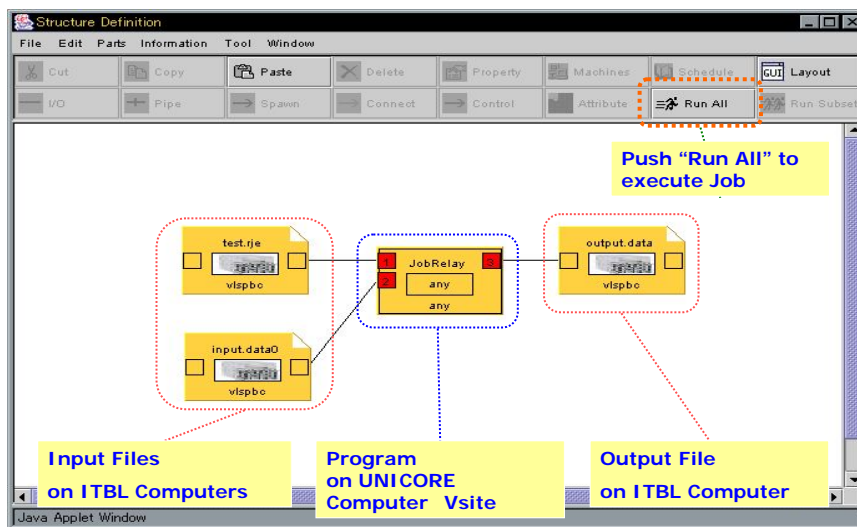 Structure Definition
File Edit Parts Information Tool Window
Cut Copy Paste Delete Property Machines Schedule GUI Layout
I/O Pipe Spawn Connect Control Attribute Run All Run Subset
Push “Run All” to
execute Job
test.rje
vlspbc
input.data0
vlspbc
1 JobRelay 3
2 any
any
output.data
vlspbc
Input Files
on ITBL Computers
Program
on UNICORE
Computer Vsite
Output File
on ITBL Computer
Java Applet Window